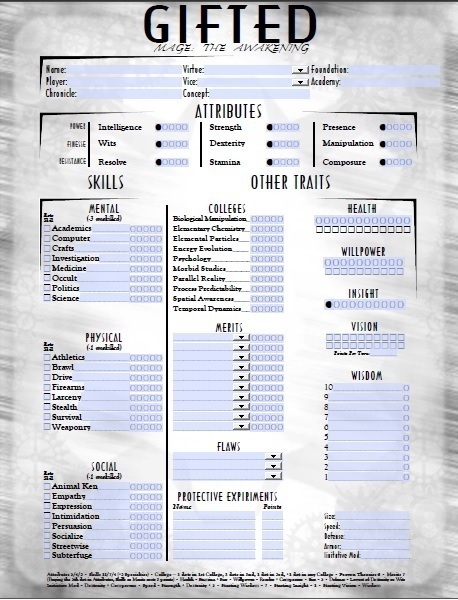 GIFTED
MAGE: THE AWAKENING
Name: Virtue: Foundation:
Player: Vice: Academy:
Chronicle: Concept:
ATTRIBUTES
POWER Intelligence Strength Presence
FINESSE Wits Dexterity Manipulation
RESISTANCE Resolve Stamina Composure
SKILLS
OTHER TRAITS
MENTAL
(-3 unskilled)
Academics
Computer
Crafts
Investigation
Medicine
Occult
Politics
Science
PHYSICAL
(-1 unskilled)
Athletics
Brawl
Drive
Firearms
Larceny
Stealth
Survival
Weaponry
SOCIAL
(-1 unskilled)
Animal Ken
Empathy
Expression
Intimidation
Persuasion
Socialize
Streetwise
Subterfuge
COLLEGES
Biological Manipulation
Elementary Chemistry
Elemental Particles
Energy Evolution
Psychology
Morbid Studies
Parallel Reality
Process Predictability
Spatial Awareness
Temporal Dynamics
MERITS
FLAWS
PROTECTIVE EXPIRIMENTS
Name Points
HEALTH
WILLPOWER
INSIGHT
VISION
Points Per Turn:
WISDOM
10
9
8
7
6
5
4
3
2
1
Size:
Speed:
Defense:
Armor:
Initiative Mod: